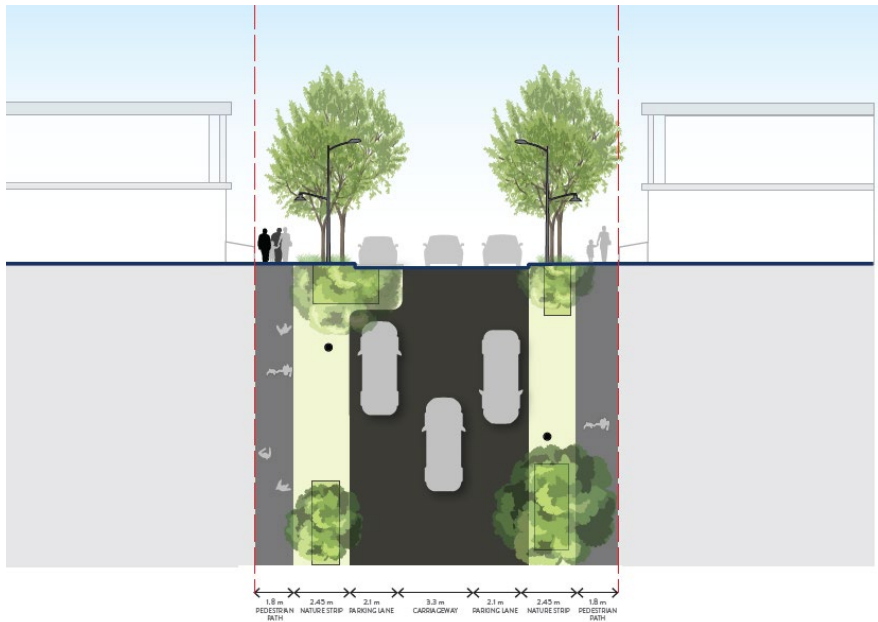 1.8 m
PEDESTRIAN
PATH
2.45 m
NATURE STRIP
2.1 m
PARKING LANE
3.3 m
CARRIAGEWAY
2.1 m
PARKING LANE
2.45 m
NATURE STRIP
1.8 m
PEDESTRIAN
PATH